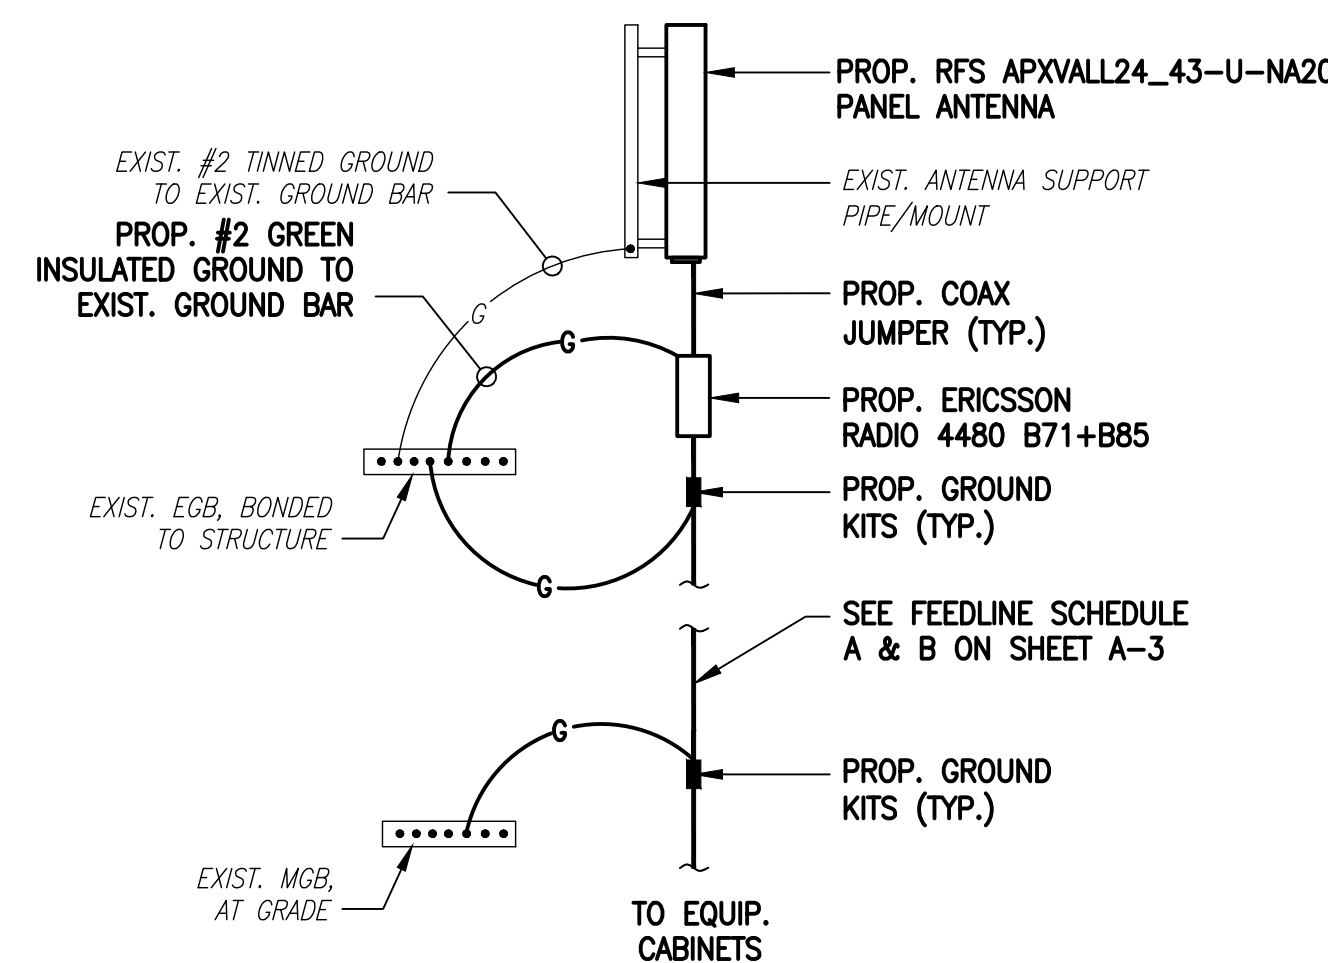 PROP. RFS APXVALL24_43-U-NA20
PANEL ANTENNA
EXIST. #2 TINNED GROUND
TO EXIST. GROUND BAR
EXIST. ANTENNA SUPPORT
PIPE/MOUNT
PROP. #2 GREEN
INSULATED GROUND TO
EXIST. GROUND BAR
PROP. COAX
JUMPER (TYP.)
G
G
PROP. ERICSSON
RADIO 4480 B71+B85
EXIST. EGB, BONDED
TO STRUCTURE
PROP. GROUND
KITS (TYP.)
G
SEE FEEDLINE SCHEDULE
A & B ON SHEET A-3
G
PROP. GROUND
KITS (TYP.)
EXIST. MGB,
AT GRADE
TO EQUIP.
CABINETS